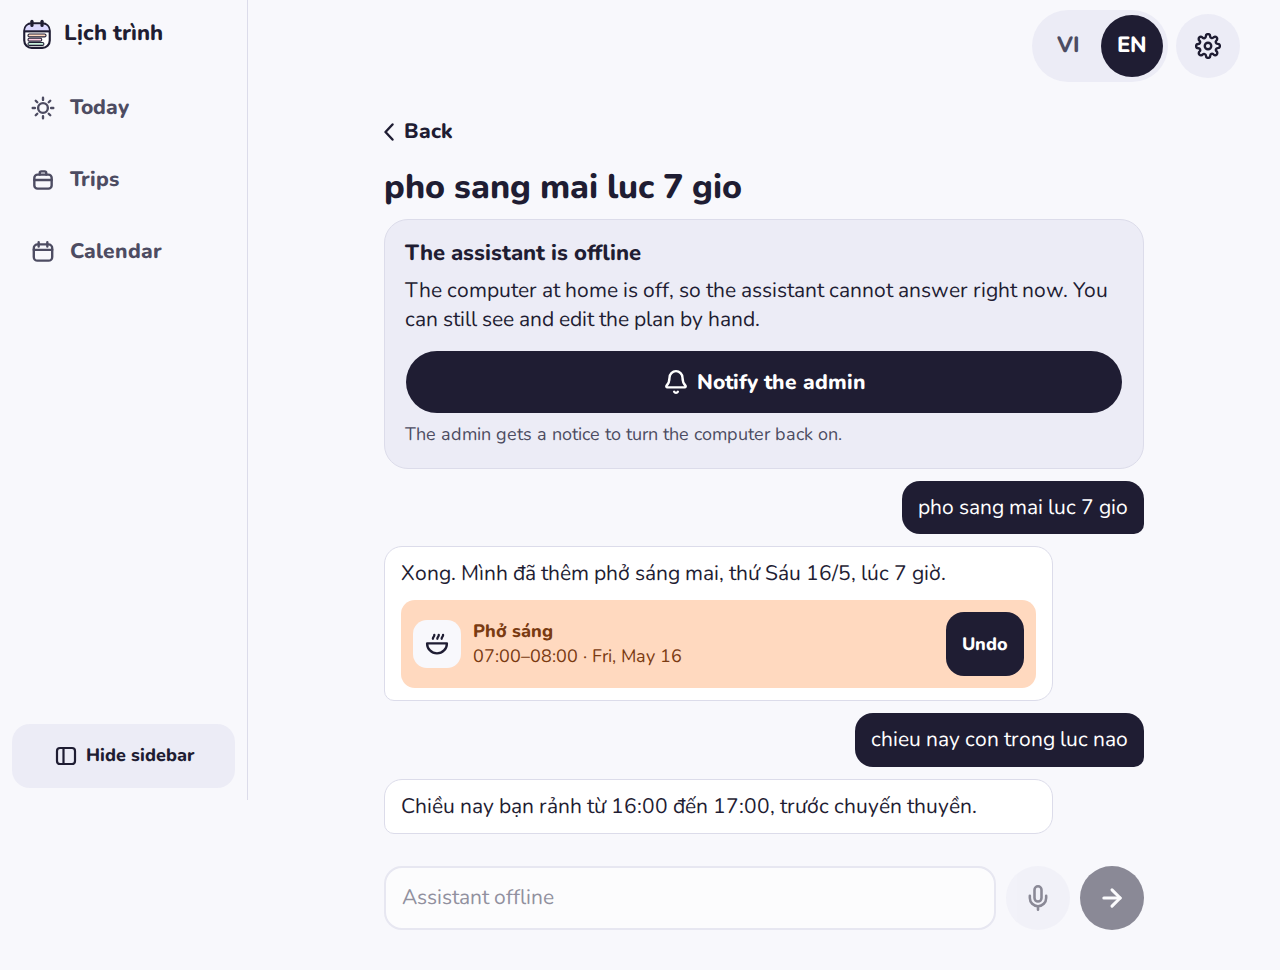 Lịch trình
VI
EN
Today
Trips
Calendar
Hide sidebar
Back
pho sang mai luc 7 gio
The assistant is offline
The computer at home is off, so the assistant cannot answer right now. You
can still see and edit the plan by hand.
Notify the admin
The admin gets a notice to turn the computer back on.
pho sang mai luc 7 gio
Xong. Mình đã thêm phở sáng mai, thứ Sáu 16/5, lúc 7 giờ.
Phở sáng
07:00–08:00 · Fri, May 16
Undo
chieu nay con trong luc nao
Chiều nay bạn rảnh từ 16:00 đến 17:00, trước chuyến thuyền.
Assistant offline